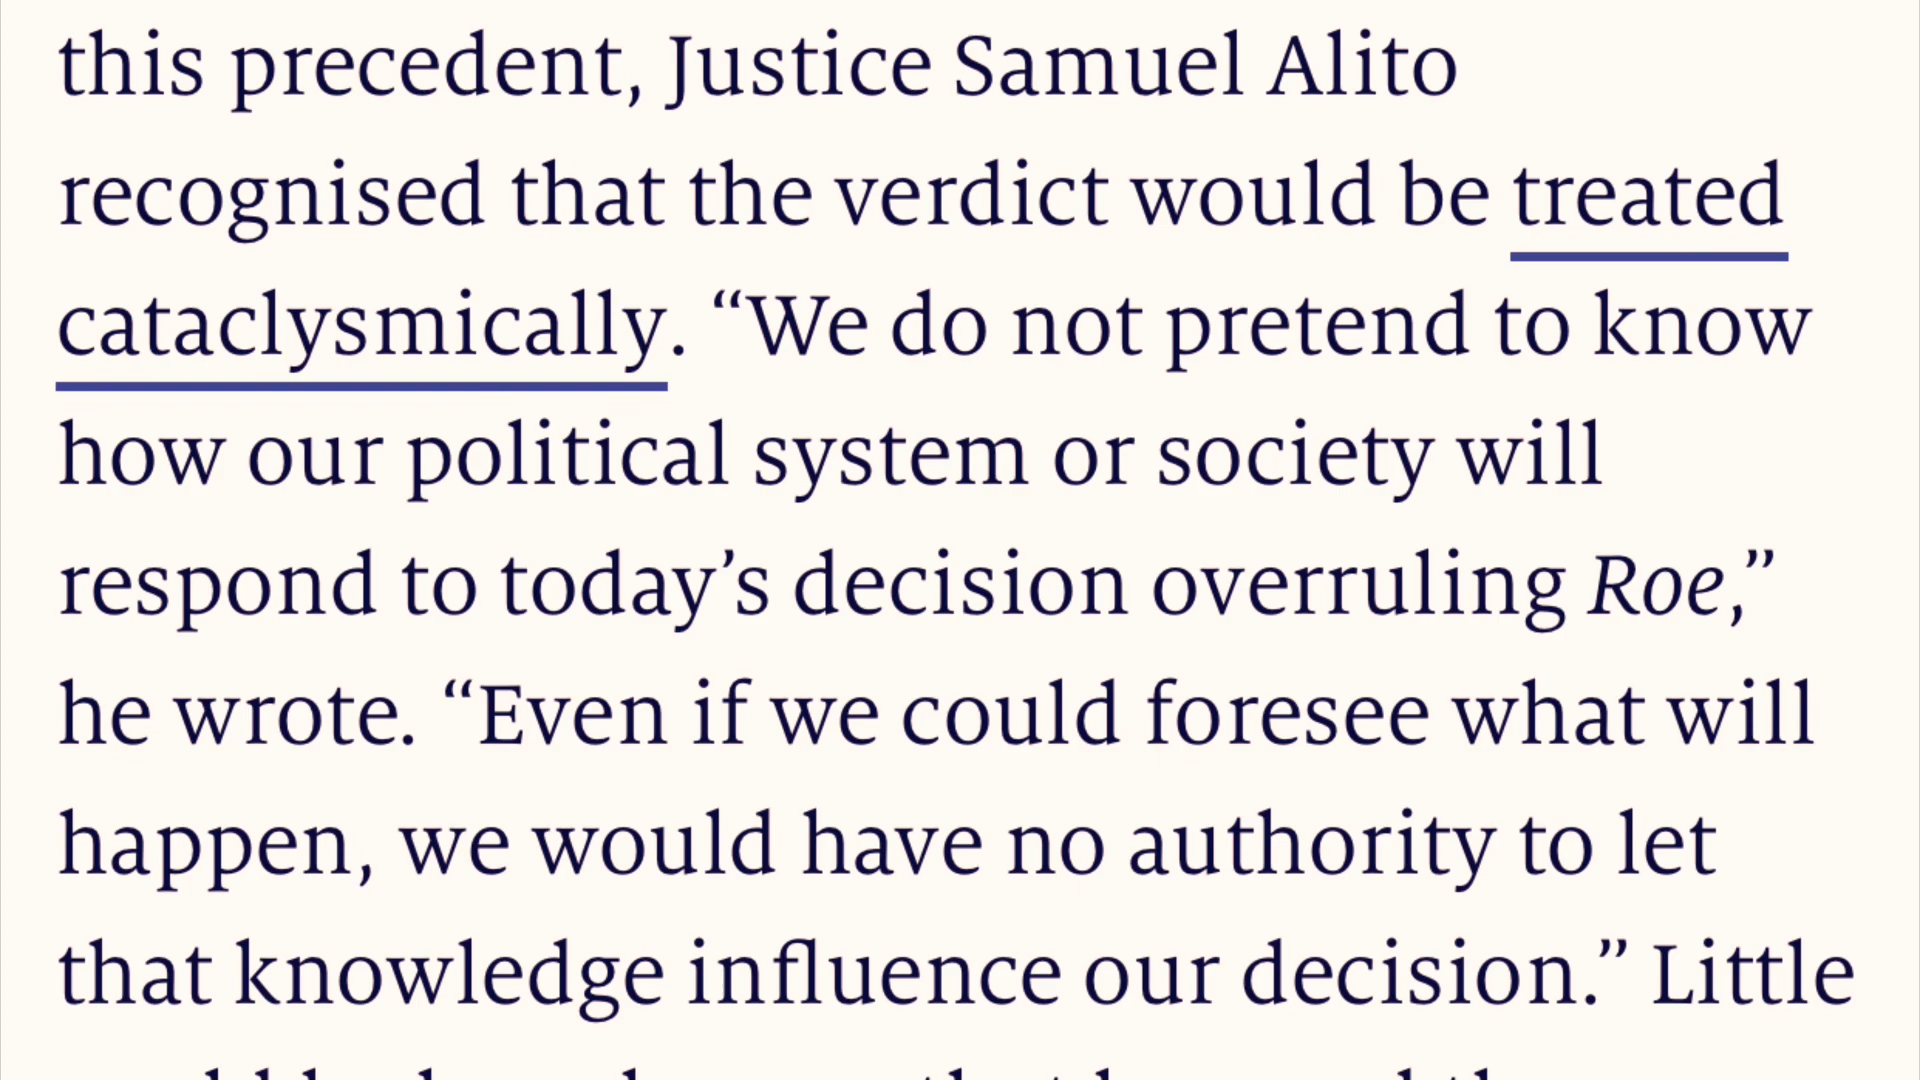 this precedent, Justice Samuel Alito
recognised that the verdict would be treated
cataclysmically. “We do not pretend to know
how our political system or society will
respond to today’s decision overruling Roe,”
he wrote. “Even if we could foresee what will
happen, we would have no authority to let
that knowledge influence our decision.” Little